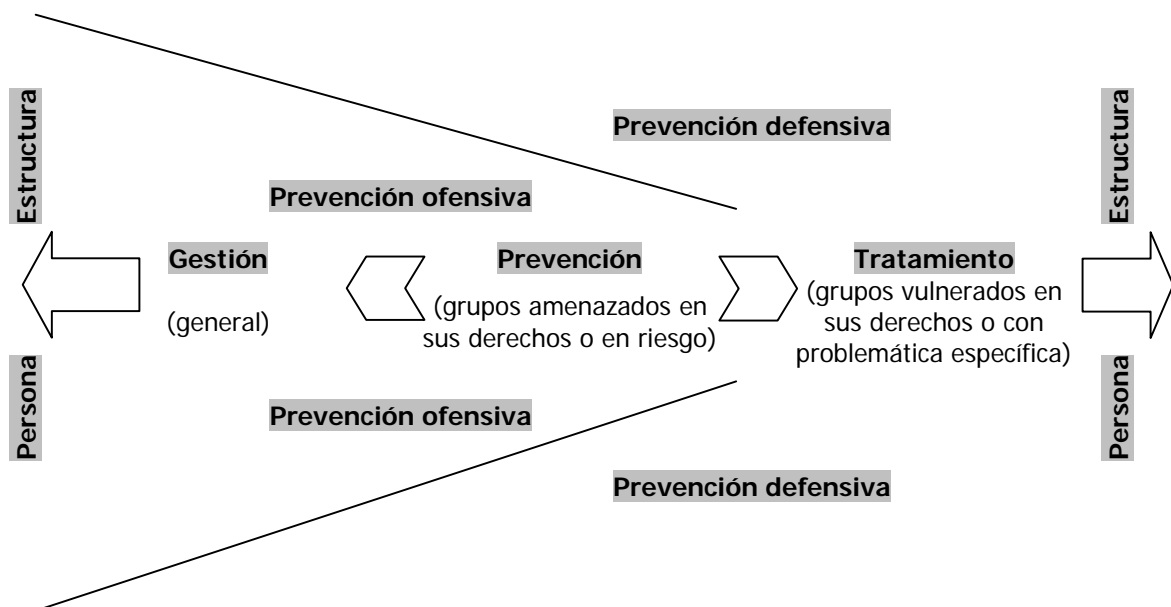 Estructura
Prevención defensiva
Estructura
Prevención ofensiva
Gestión
(general)
Prevención
(grupos amenazados en
sus derechos o en riesgo)
Tratamiento
(grupos vulnerados en
sus derechos o con
problemática específica)
Persona
Prevención ofensiva
Persona
Prevención defensiva